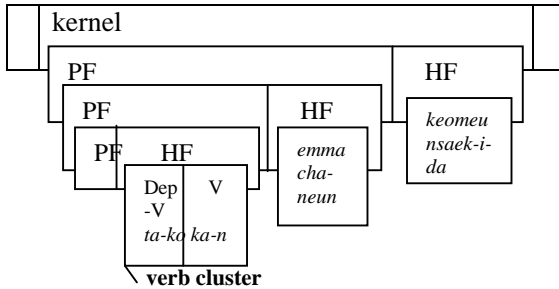 kernel
PF HF
PF HF
keomeu
nsaek-i-
da
PF HF
emma
cha-
neun
Dep V
-V
ta-ko ka-n
verb cluster